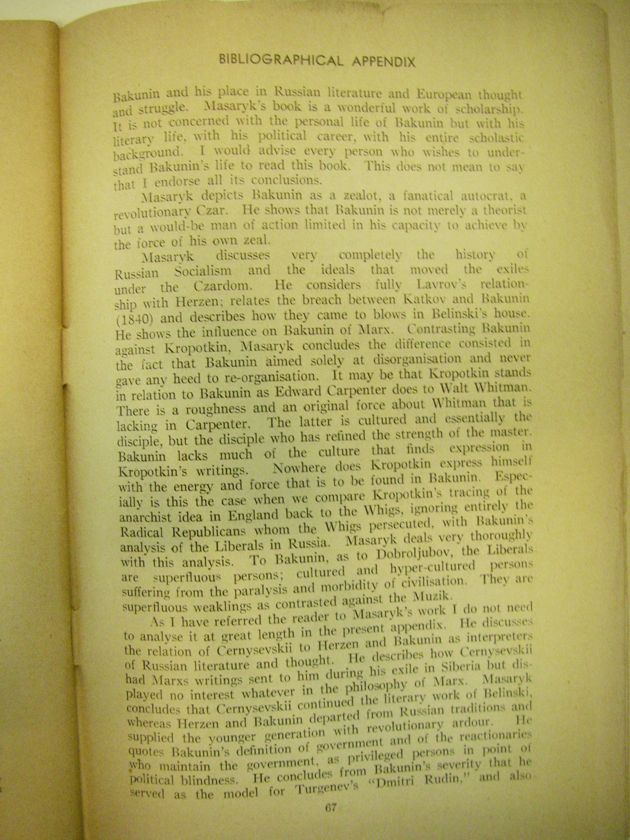 BIBLIOGRAPHICAL APPENDIX
Bakunin and his place in Russian literature and European thought
and struggle. Masaryk's book is a wonderful work of scholarship.
It is not concerned with the personal life of Bakunin but with his
literary life, with his political career, with his entire scholastic
background. I would advise every person who wishes to under-
stand Bakunin's life to read this book. This does not mean to say
that I endorse all its conclusions.
Masaryk depicts Bakunin as a zealot, a fanatical autocrat, a
revolutionary Czar. He shows that Bakunin is not merely a theorist
but a would-be man of action limited in his capacity to achieve by
the force of his own zeal.
Masaryk discusses very completely the history of
Russian Socialism and the ideals that moved the exiles
under the Czardom. He considers fully Lavrov's relation-
ship with Herzen; relates the breach between Katkov and Bakunin
(1840) and describes how they came to blows in Belinski's house.
He shows the influence on Bakunin of Marx. Contrasting Bakunin
against Kropotkin, Masaryk concludes the difference consisted in
the fact that Bakunin aimed solely at disorganisation and never
gave any heed to re-organisation. It may be that Kropotkin stands
in relation to Bakunin as Edward Carpenter does to Walt Whitman.
There is a roughness and an original force about Whitman that is
lacking in Carpenter. The latter is cultured and essentially the
disciple, but the disciple who has refined the strength of the master.
Bakunin lacks much of the culture that finds expression in
Kropotkin's writings. Nowhere does Kropotkin express himself
with the energy and force that is to be found in Bakunin. Espec-
ially is this the case when we compare Kropotkin's tracing of the
anarchist idea in England back to the Whigs, ignoring entirely the
Radical Republicans whom the Whigs persecuted, with Bakunin's
analysis of the Liberals in Russia. Masaryk deals very thoroughly
with this analysis. To Bakunin, as to Dobroljubov, the Liberals
are superfluous persons; cultured and hyper-cultured persons
suffering from the paralysis and morbidity of civilisation. They are
superfluous weaklings as contrasted against the Muzik.
As I have referred the reader to Masaryk's work I do not need
to analyse it at great length in the present appendix. He discusses
the relation of Cernysevskii to Herzen and Bakunin as interpreters
of Russian literature and thought. He describes how Cernysevskii
had Marxs writings sent to him during his exile in Siberia but dis-
played no interest whatever in the philosophy of Marx. Masaryk
concludes that Cernysevskii continued the literary work of Belinski,
whereas Herzen and Bakunin departed from Russian traditions and
supplied the younger generation with revolutionary ardour. He
quotes Bakunin's definition of government and of the reactionaries
who maintain the government, as privileged persons in point of
political blindness. He concludes from Bakunin's severity that he
served as the model for Turgenev's "Dmitri Rudin," and also
67